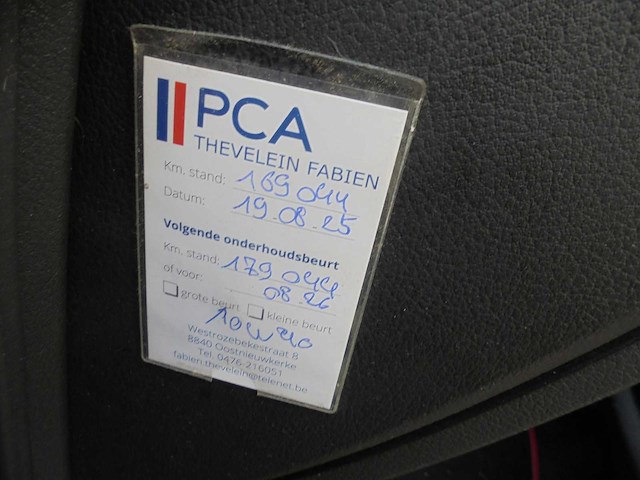 PCA
THEVELEIN FABIEN
Km. stand: 169 044
Datum: 19.08.25
Volgende onderhoudsbeurt
Km. stand: 179 044
of voor: 08.26
grote beurt kleine beurt
10W40
Westrozebekestraat 8
8840 Oostnieuwkerke
Tel. 0476-216051
fabien.thevelein@telenet.be